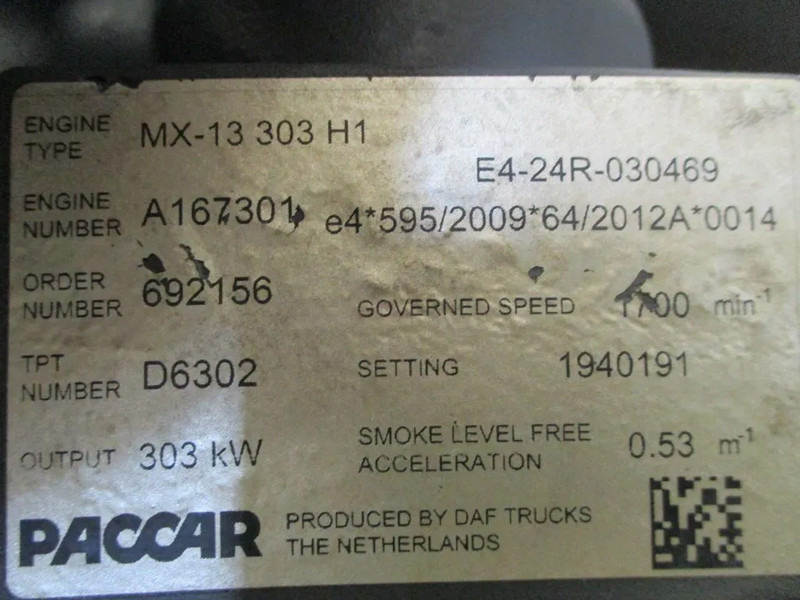 ENGINE TYPE MX-13 303 H1
E4-24R-030469
ENGINE NUMBER A167301 e4*595/2009*64/2012A*0014
ORDER NUMBER 692156
GOVERNED SPEED 1700 min-1
TPT NUMBER D6302
SETTING 1940191
OUTPUT 303 kW
SMOKE LEVEL FREE ACCELERATION 0.53 m-1
PACCAR
PRODUCED BY DAF TRUCKS
THE NETHERLANDS